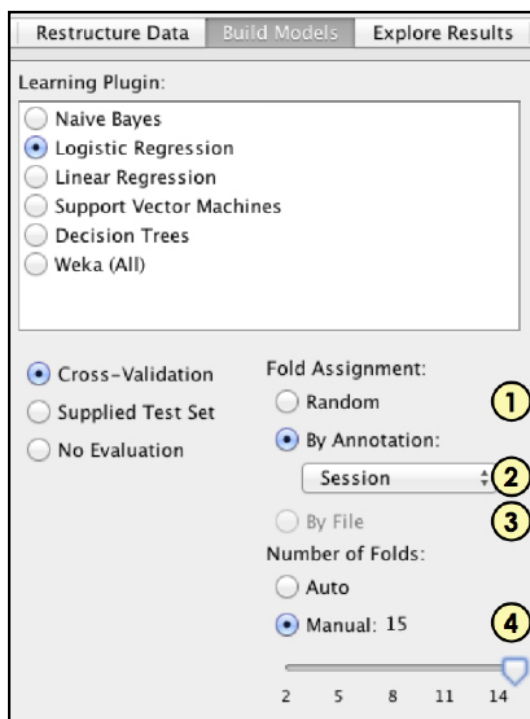 Restructure Data Build Models Explore Results
Learning Plugin:
Naive Bayes
Logistic Regression
Linear Regression
Support Vector Machines
Decision Trees
Weka (All)
Cross-Validation
Supplied Test Set
No Evaluation
Fold Assignment:
Random 1
By Annotation:
Session 2
By File 3
Number of Folds:
Auto
Manual: 15 4
2 5 8 11 14